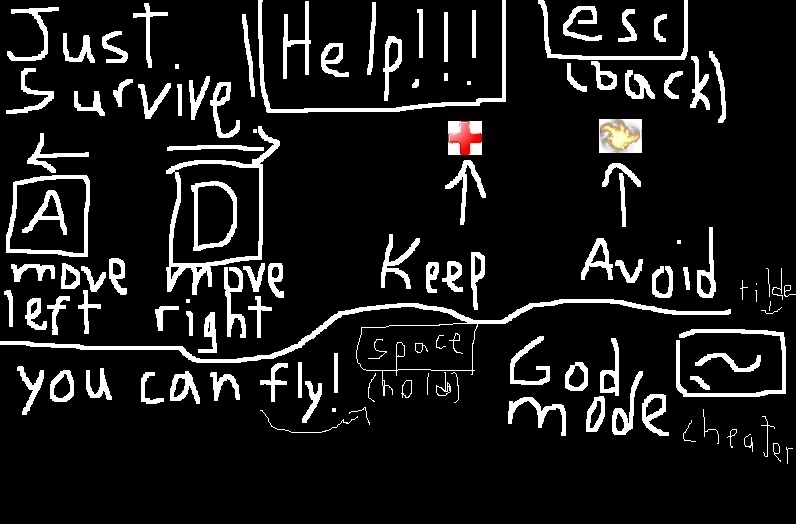 Just Survive.
Help!!!
esc
(back)
A
move left
D
move right
Keep
Avoid
tilde
you can fly!
space
(hold)
God mode
~
cheater